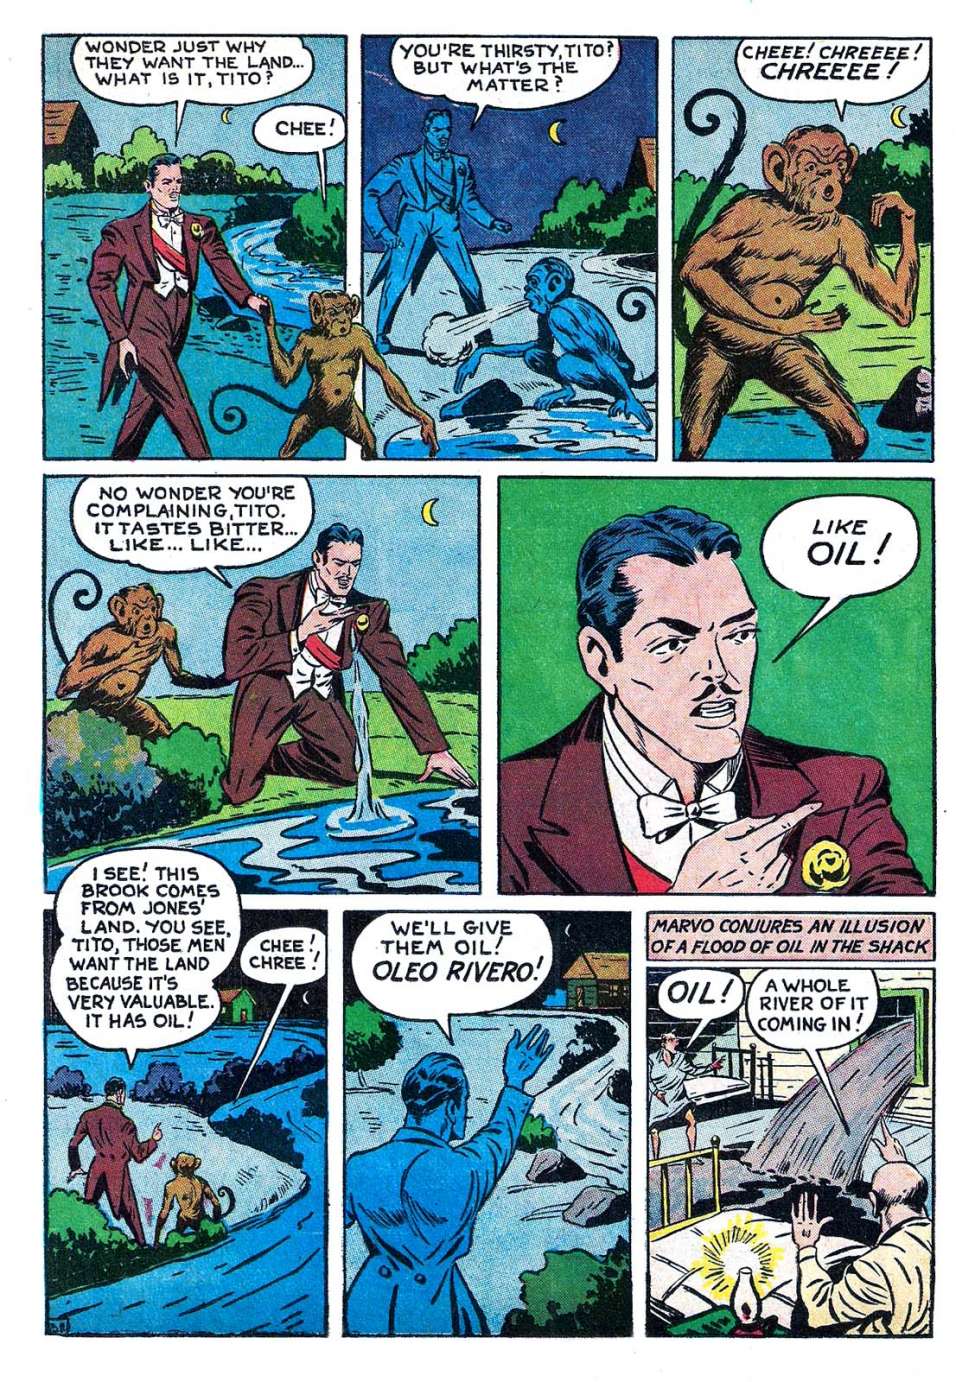 WONDER JUST WHY
THEY WANT THE LAND...
WHAT IS IT, TITO?
CHEE!
YOU'RE THIRSTY, TITO?
BUT WHAT'S THE
MATTER?
CHEEE! CHREEEE!
CHREEEE!
NO WONDER YOU'RE
COMPLAINING, TITO.
IT TASTES BITTER...
LIKE... LIKE...
LIKE
OIL!
I SEE! THIS
BROOK COMES
FROM JONES'
LAND. YOU SEE,
TITO, THOSE MEN
WANT THE LAND
BECAUSE IT'S
VERY VALUABLE.
IT HAS OIL!
CHEE!
CHREE!
WE'LL GIVE
THEM OIL!
OLEO RIVERO!
MARVO CONJURES AN ILLUSION
OF A FLOOD OF OIL IN THE SHACK
OIL!
A WHOLE
RIVER OF IT
COMING IN!